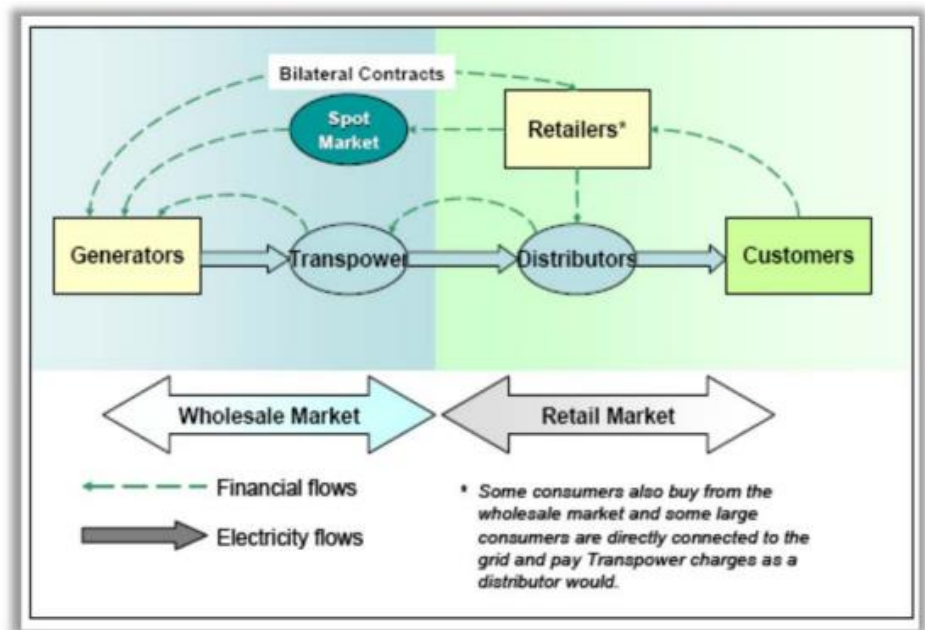 Bilateral Contracts
Spot
Market
Retailers*
Generators
Transpower
Distributors
Customers
Wholesale Market
Retail Market
Financial flows
Electricity flows
* Some consumers also buy from the
wholesale market and some large
consumers are directly connected to the
grid and pay Transpower charges as a
distributor would.